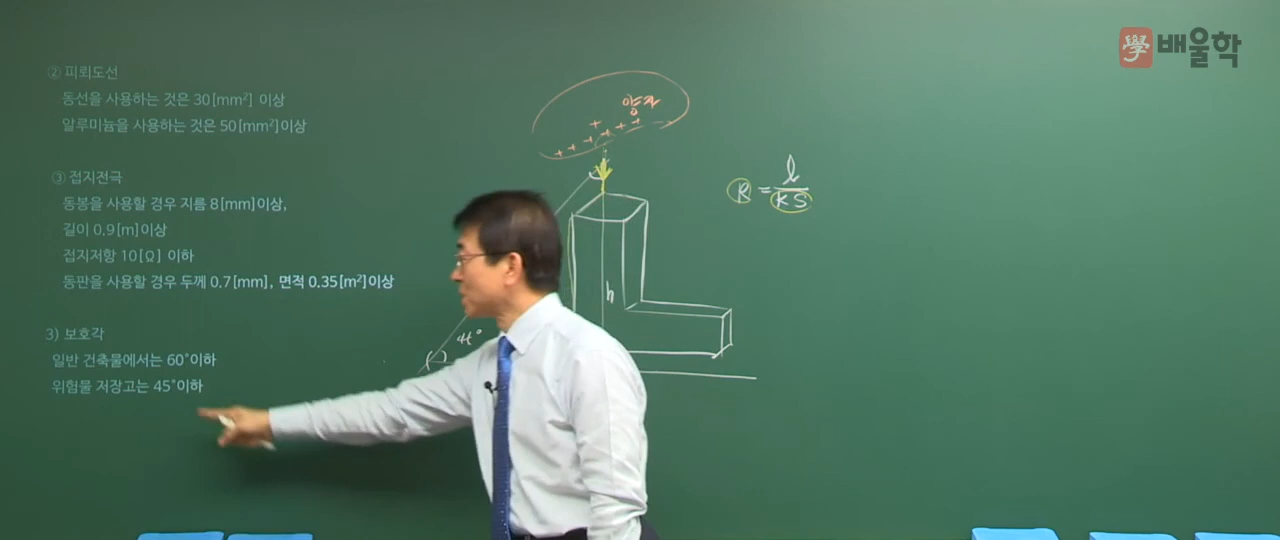 學 배울학
② 피뢰도선
동선을 사용하는 것은 30[mm²] 이상
알루미늄을 사용하는 것은 50[mm²]이상
③ 접지전극
동봉을 사용할 경우 지름 8[mm]이상,
길이 0.9[m]이상
접지저항 10[Ω] 이하
동판을 사용할 경우 두께 0.7[mm], 면적 0.35[m²]이상
3) 보호각
일반 건축물에서는 60°이하
위험물 저장고는 45°이하
+ + + + + + +
h
R = l / KS